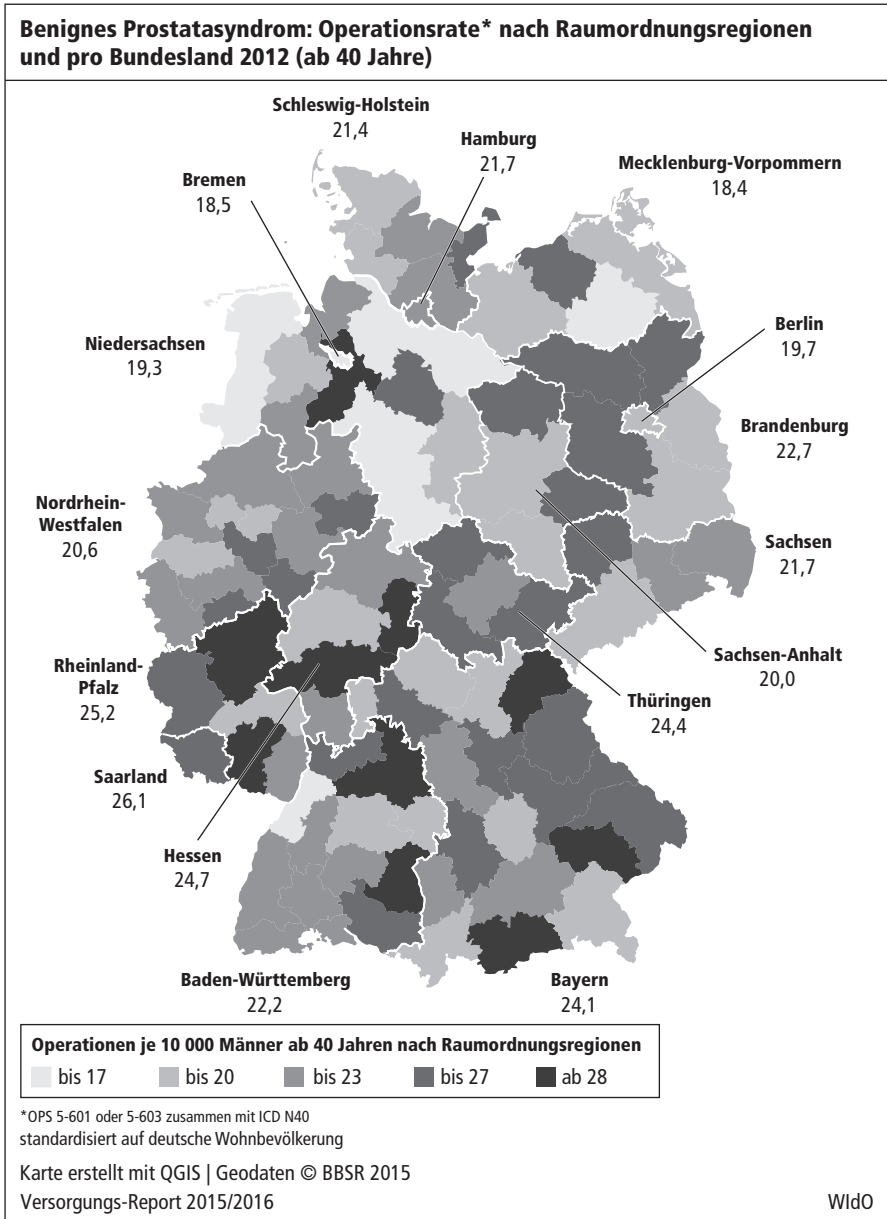 Benignes Prostatasyndrom: Operationsrate* nach Raumordnungsregionen
und pro Bundesland 2012 (ab 40 Jahre)
Schleswig-Holstein
21,4
Hamburg
21,7
Mecklenburg-Vorpommern
18,4
Bremen
18,5
Berlin
19,7
Niedersachsen
19,3
Brandenburg
22,7
Nordrhein-
Westfalen
20,6
Sachsen
21,7
Sachsen-Anhalt
20,0
Rheinland-
Pfalz
25,2
Thüringen
24,4
Saarland
26,1
Hessen
24,7
Baden-Württemberg
22,2
Bayern
24,1
Operationen je 10 000 Männer ab 40 Jahren nach Raumordnungsregionen
bis 17 bis 20 bis 23 bis 27 ab 28
*OPS 5-601 oder 5-603 zusammen mit ICD N40
standardisiert auf deutsche Wohnbevölkerung
Karte erstellt mit QGIS | Geodaten © BBSR 2015
Versorgungs-Report 2015/2016 WIdO